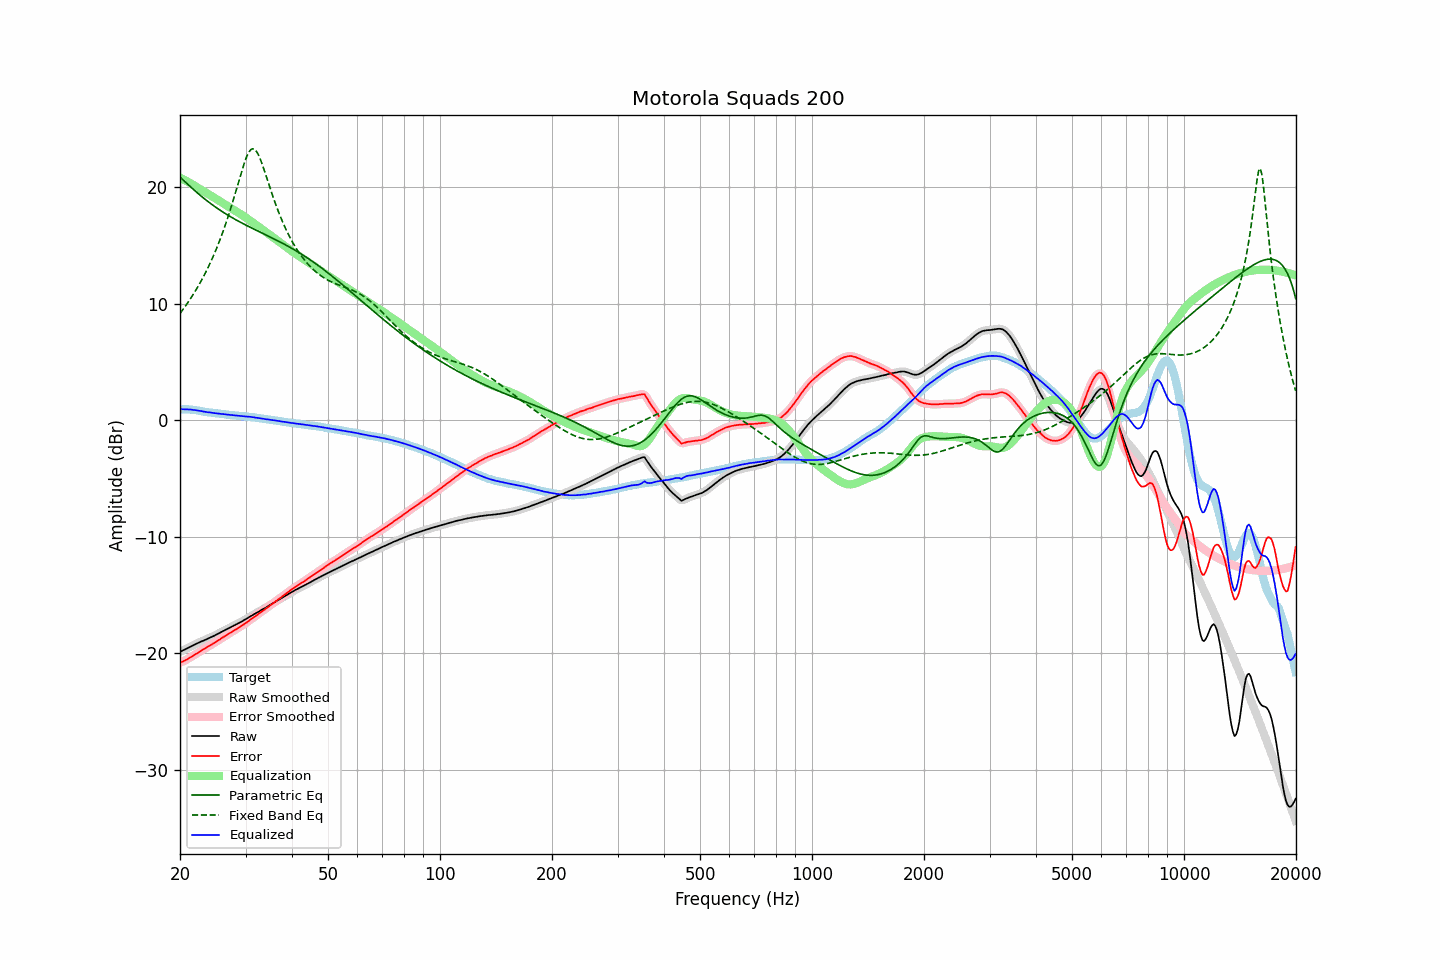 Motorola Squads 200
Amplitude (dBr)
20
10
0
−10
−20
−30
Target
Raw Smoothed
Error Smoothed
Raw
Error
Equalization
Parametric Eq
Fixed Band Eq
Equalized
20 50 100 200 500 1000 2000 5000 10000 20000
Frequency (Hz)